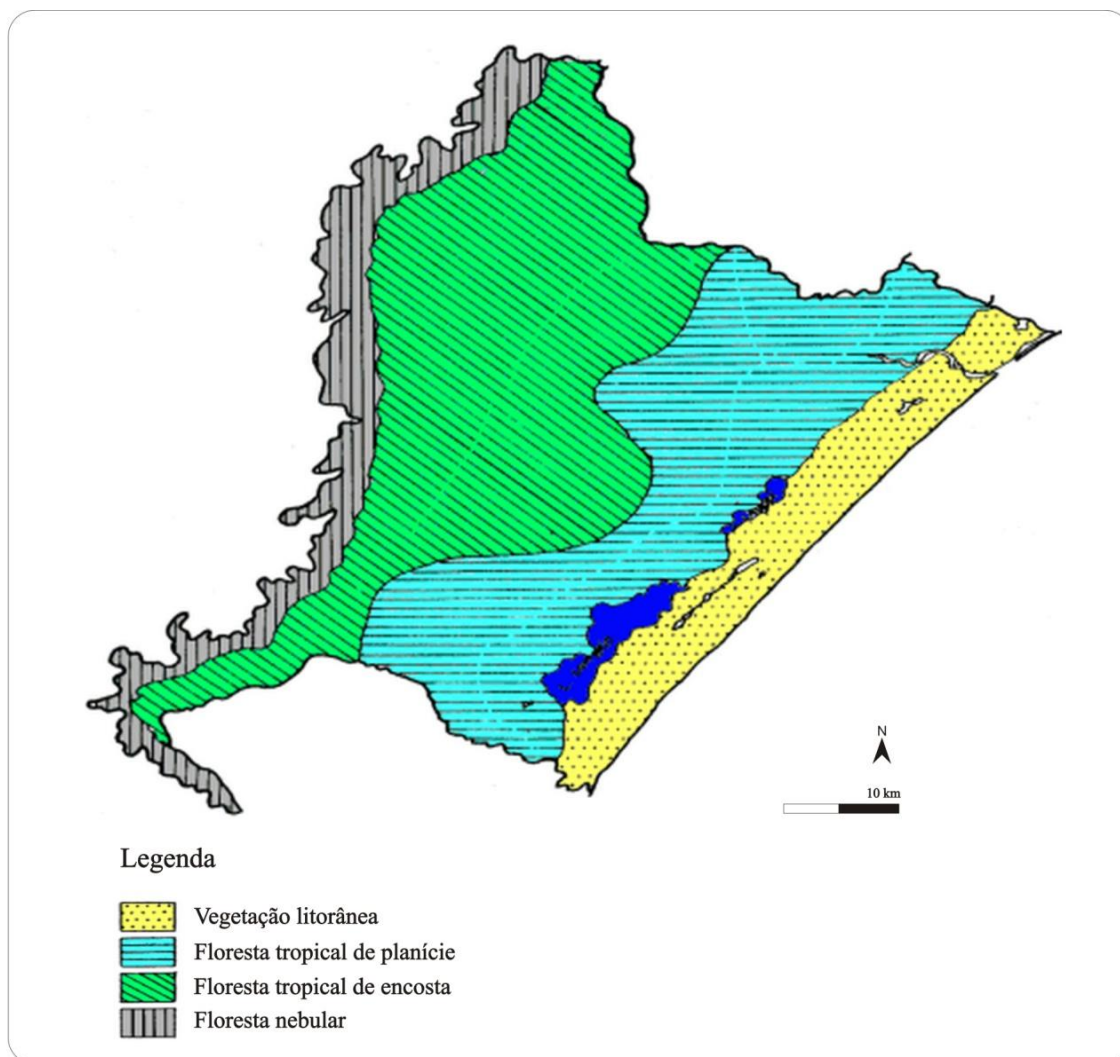 N
10 km
Legenda
Vegetação litorânea
Floresta tropical de planície
Floresta tropical de encosta
Floresta nebular